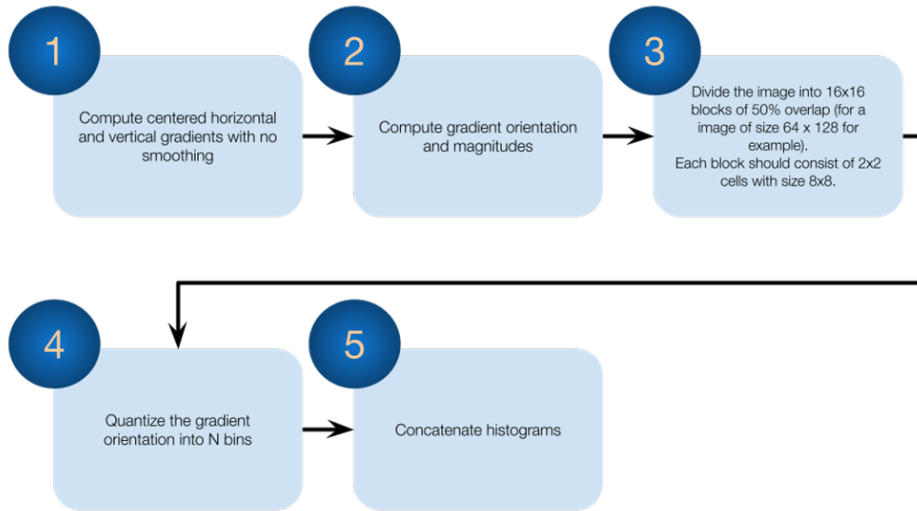 1
Compute centered horizontal
and vertical gradients with no
smoothing
2
Compute gradient orientation
and magnitudes
3
Divide the image into 16x16
blocks of 50% overlap (for a
image of size 64 x 128 for
example).
Each block should consist of 2x2
cells with size 8x8.
4
Quantize the gradient
orientation into N bins
5
Concatenate histograms